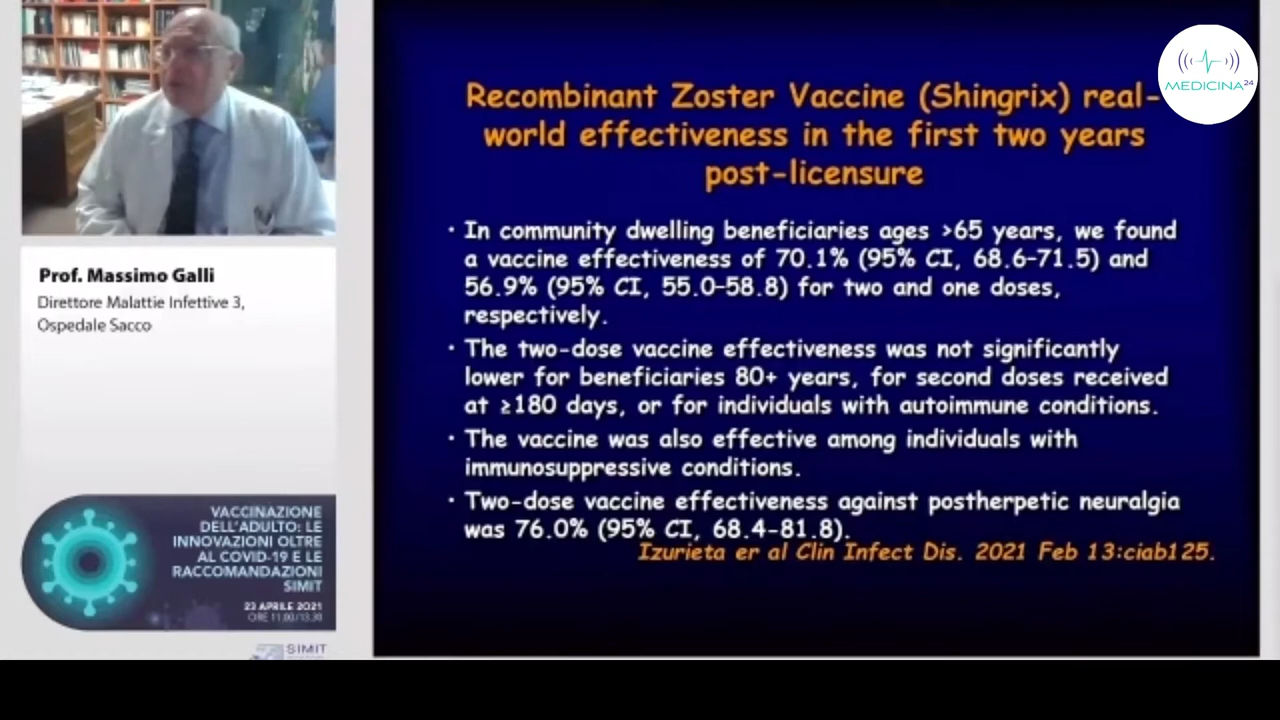 MEDICINA24
Recombinant Zoster Vaccine (Shingrix) real-
world effectiveness in the first two years
post-licensure
• In community dwelling beneficiaries ages >65 years, we found
a vaccine effectiveness of 70.1% (95% CI, 68.6–71.5) and
56.9% (95% CI, 55.0–58.8) for two and one doses,
respectively.
• The two-dose vaccine effectiveness was not significantly
lower for beneficiaries 80+ years, for second doses received
at ≥180 days, or for individuals with autoimmune conditions.
• The vaccine was also effective among individuals with
immunosuppressive conditions.
• Two-dose vaccine effectiveness against postherpetic neuralgia
was 76.0% (95% CI, 68.4-81.8).
Izurieta er al Clin Infect Dis. 2021 Feb 13:ciab125.
Prof. Massimo Galli
Direttore Malattie Infettive 3,
Ospedale Sacco
VACCINAZIONE
DELL'ADULTO: LE
INNOVAZIONI OLTRE
AL COVID-19 E LE
RACCOMANDAZIONI
SIMIT
23 APRILE 2021
ORE 11.00/13.30
SIMIT